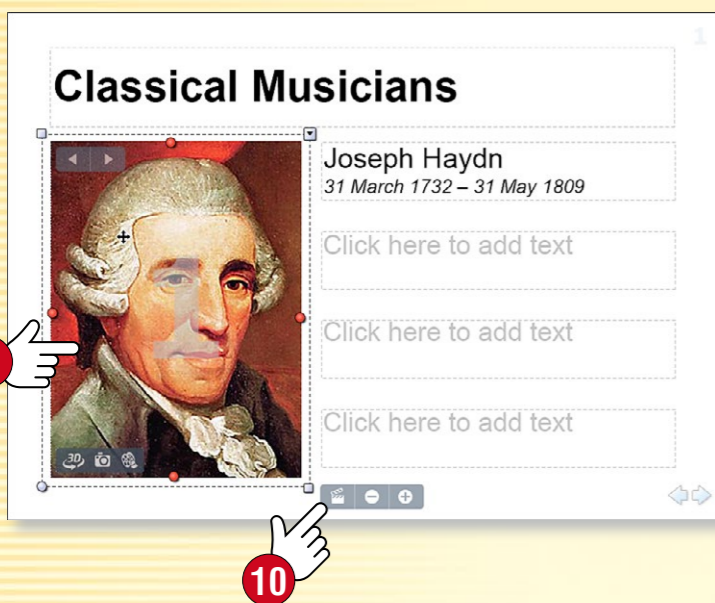 1
Classical Musicians
Joseph Haydn
31 March 1732 – 31 May 1809
Click here to add text
Click here to add text
Click here to add text
3D
10